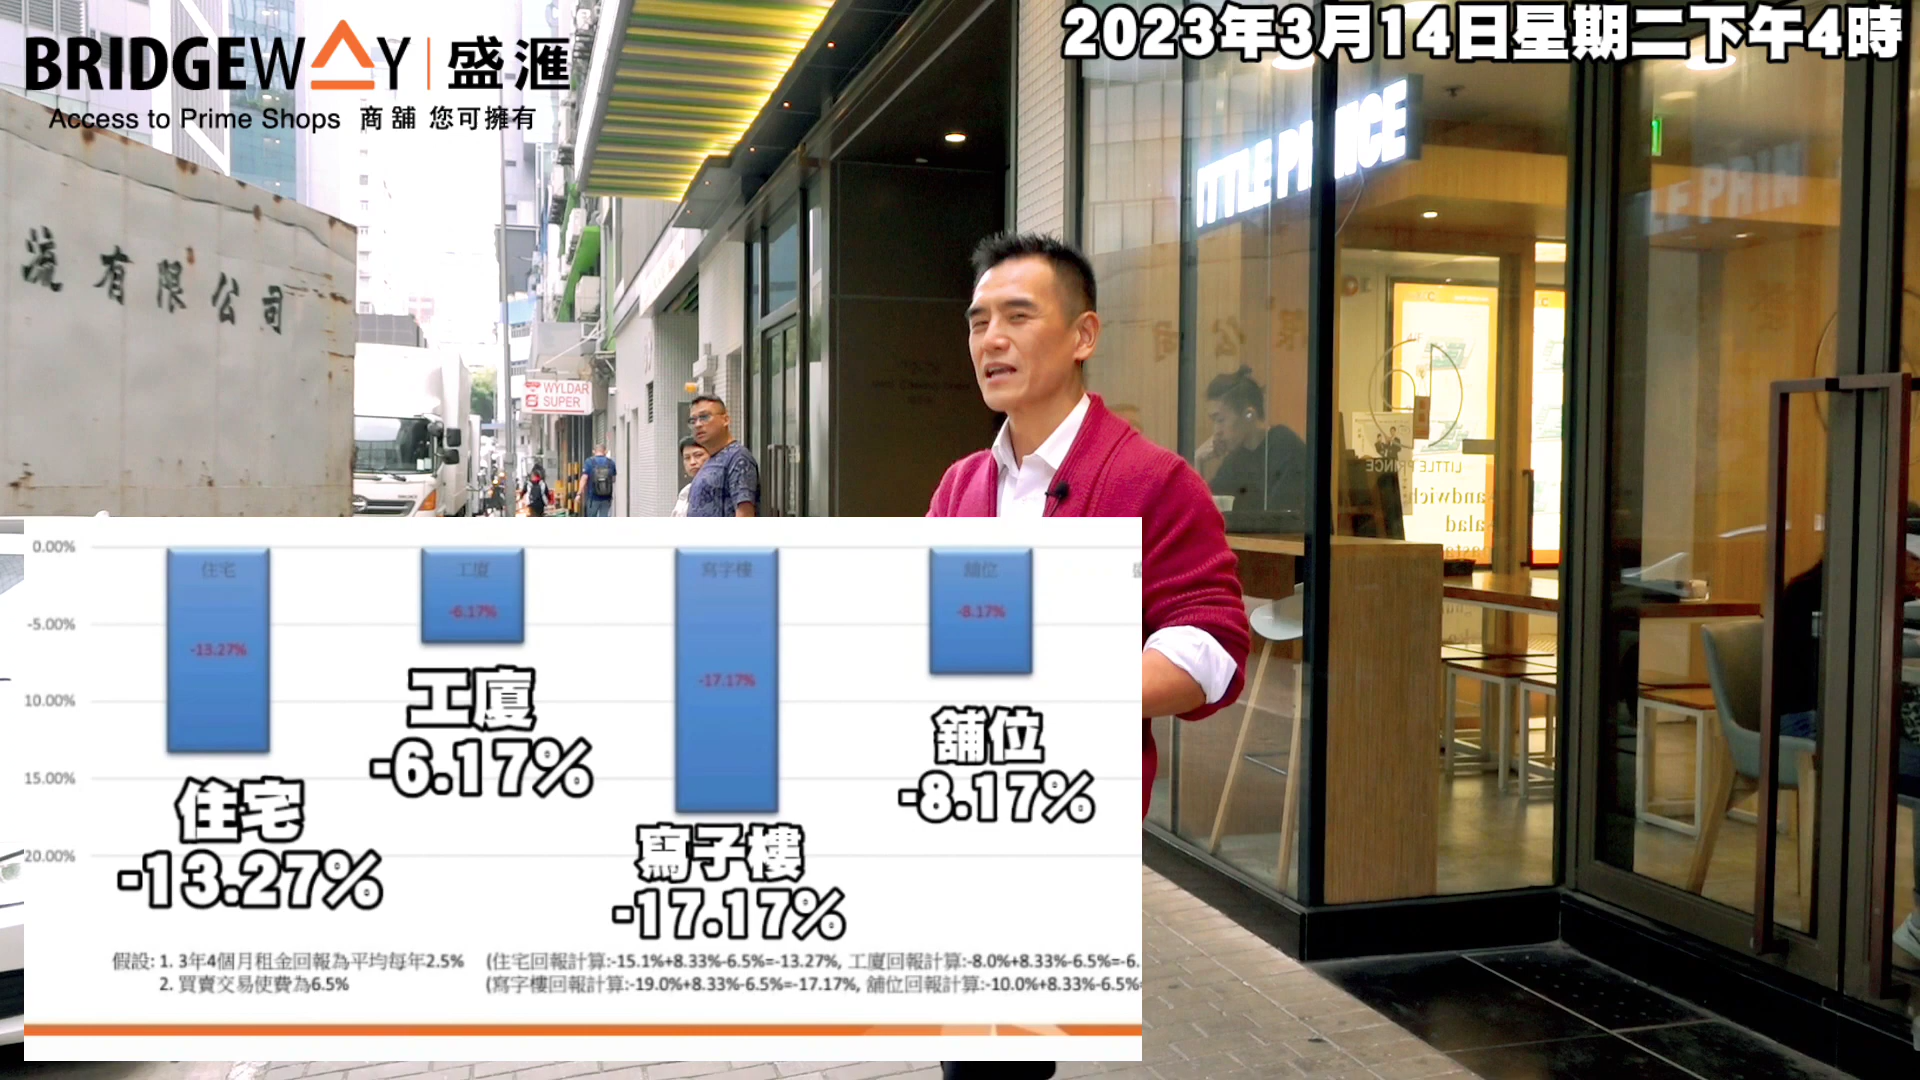 BRIDGEWAY 盛滙
Access to Prime Shops 商舖 您可擁有
2023年3月14日星期二下午4時
流有限公司
WYLDAR
SUPER
ITTLE PRINCE
LITTLE PRINCE
0.00%
-5.00%
10.00%
15.00%
20.00%
住宅
工廈
寫字樓
舖位
-13.27%
-6.17%
-17.17%
-8.17%
住宅
-13.27%
工廈
-6.17%
寫子樓
-17.17%
舖位
-8.17%
假設: 1. 3年4個月租金回報為平均每年2.5% (住宅回報計算:-15.1%+8.33%-6.5%=-13.27%, 工廈回報計算:-8.0%+8.33%-6.5%=-6.
2. 買賣交易使費為6.5% (寫字樓回報計算:-19.0%+8.33%-6.5%=-17.17%, 舖位回報計算:-10.0%+8.33%-6.5%=